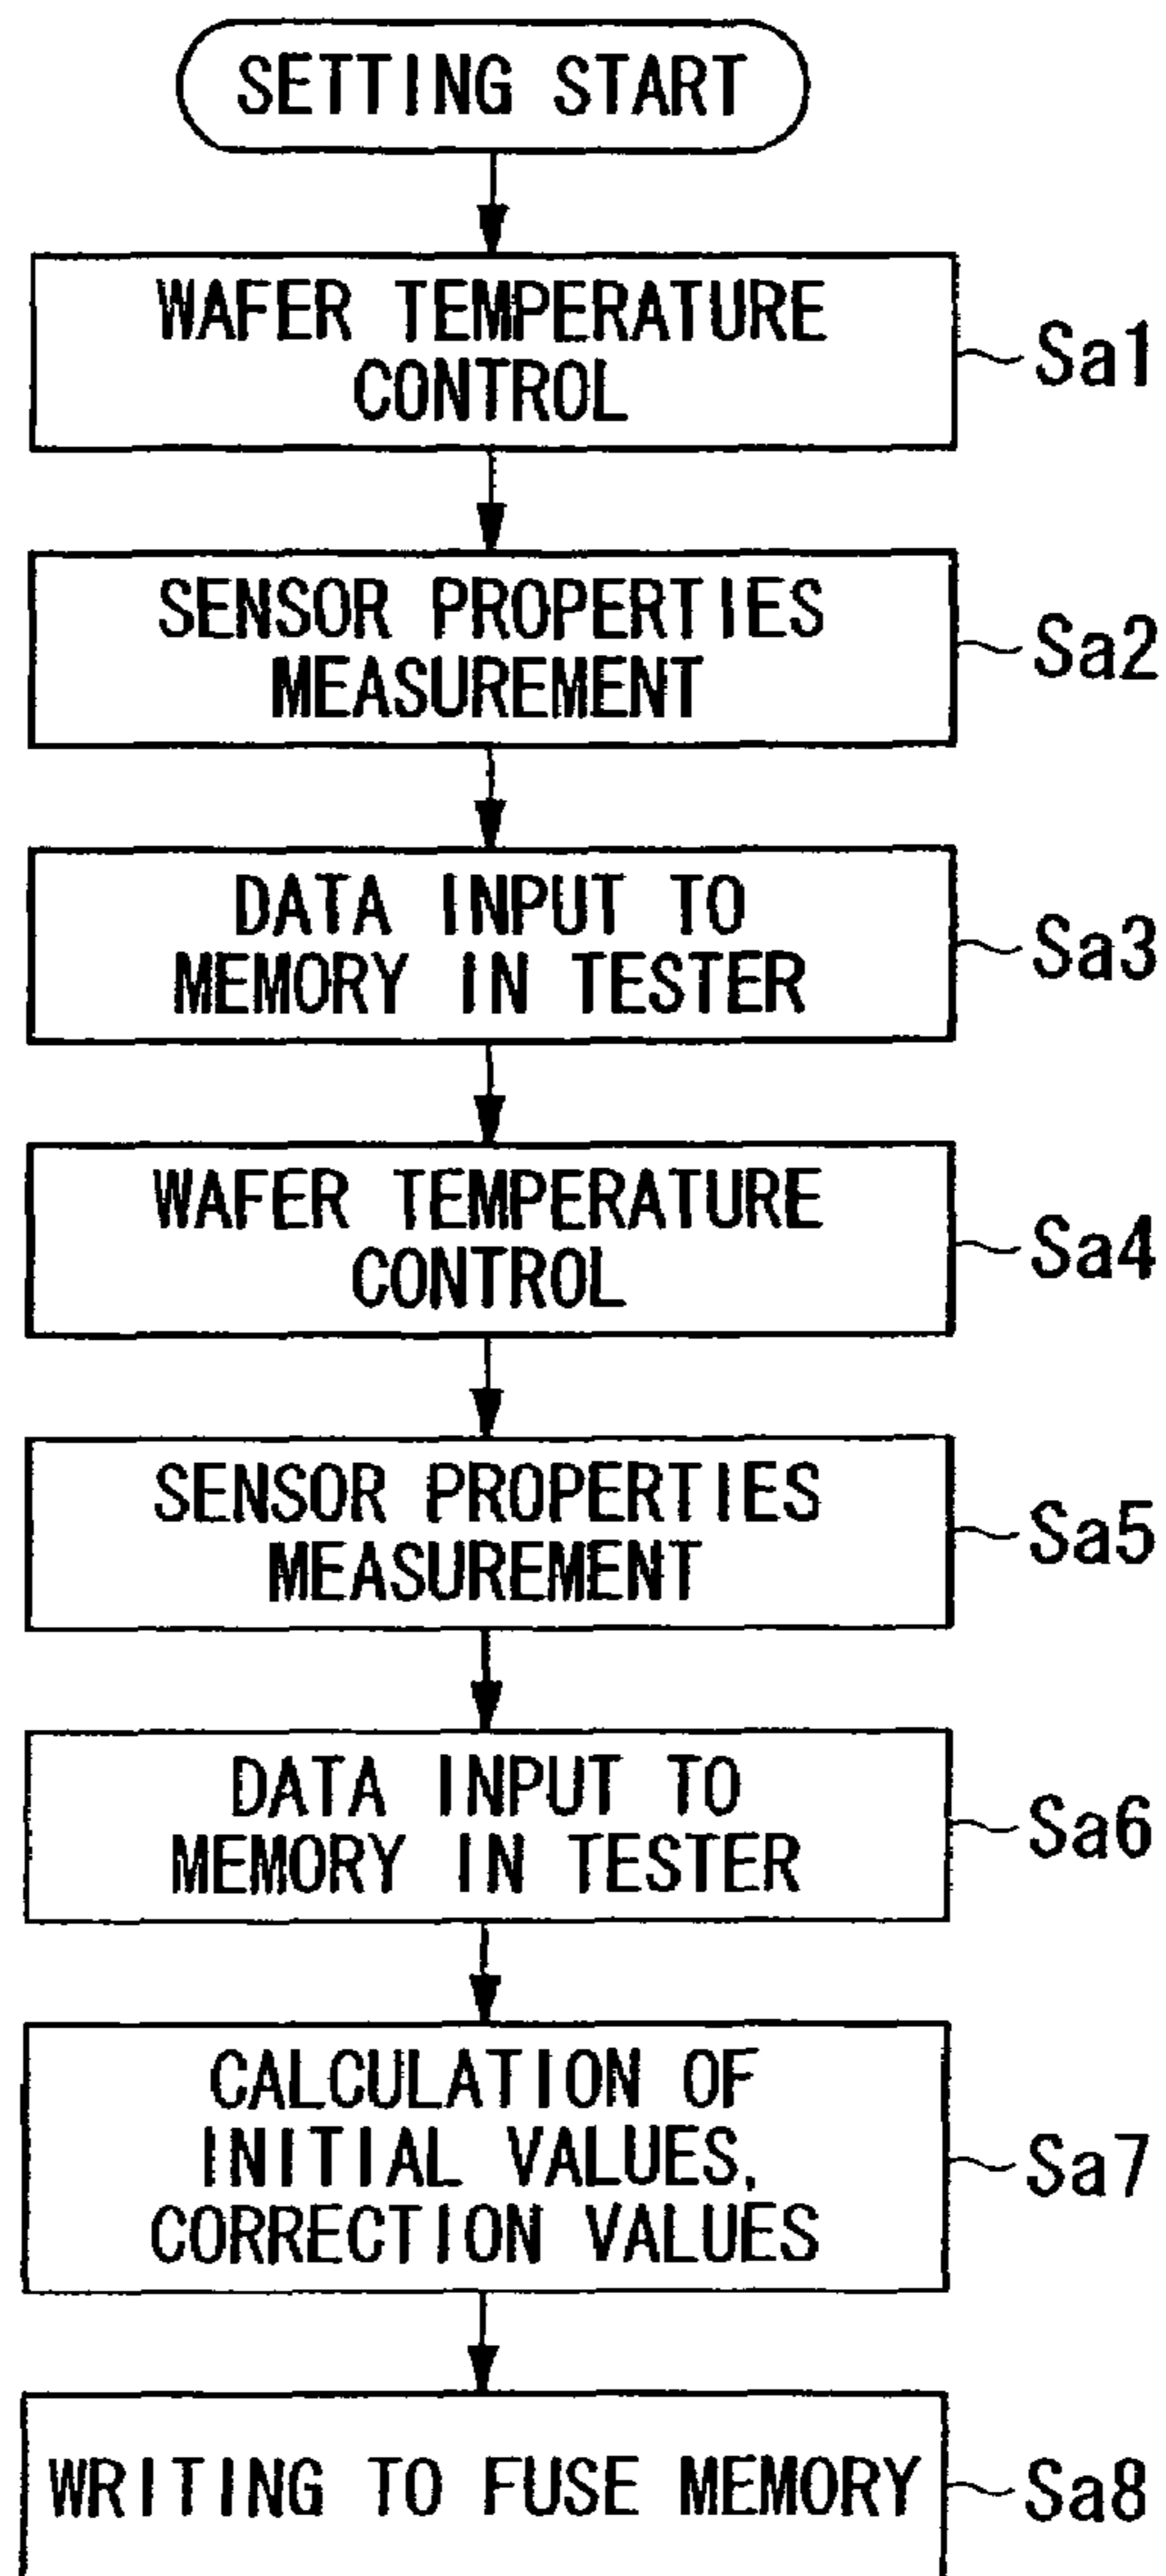 SETTING START
WAFER TEMPERATURE
CONTROL
Sa1
SENSOR PROPERTIES
MEASUREMENT
Sa2
DATA INPUT TO
MEMORY IN TESTER
Sa3
WAFER TEMPERATURE
CONTROL
Sa4
SENSOR PROPERTIES
MEASUREMENT
Sa5
DATA INPUT TO
MEMORY IN TESTER
Sa6
CALCULATION OF
INITIAL VALUES,
CORRECTION VALUES
Sa7
WRITING TO FUSE MEMORY
Sa8